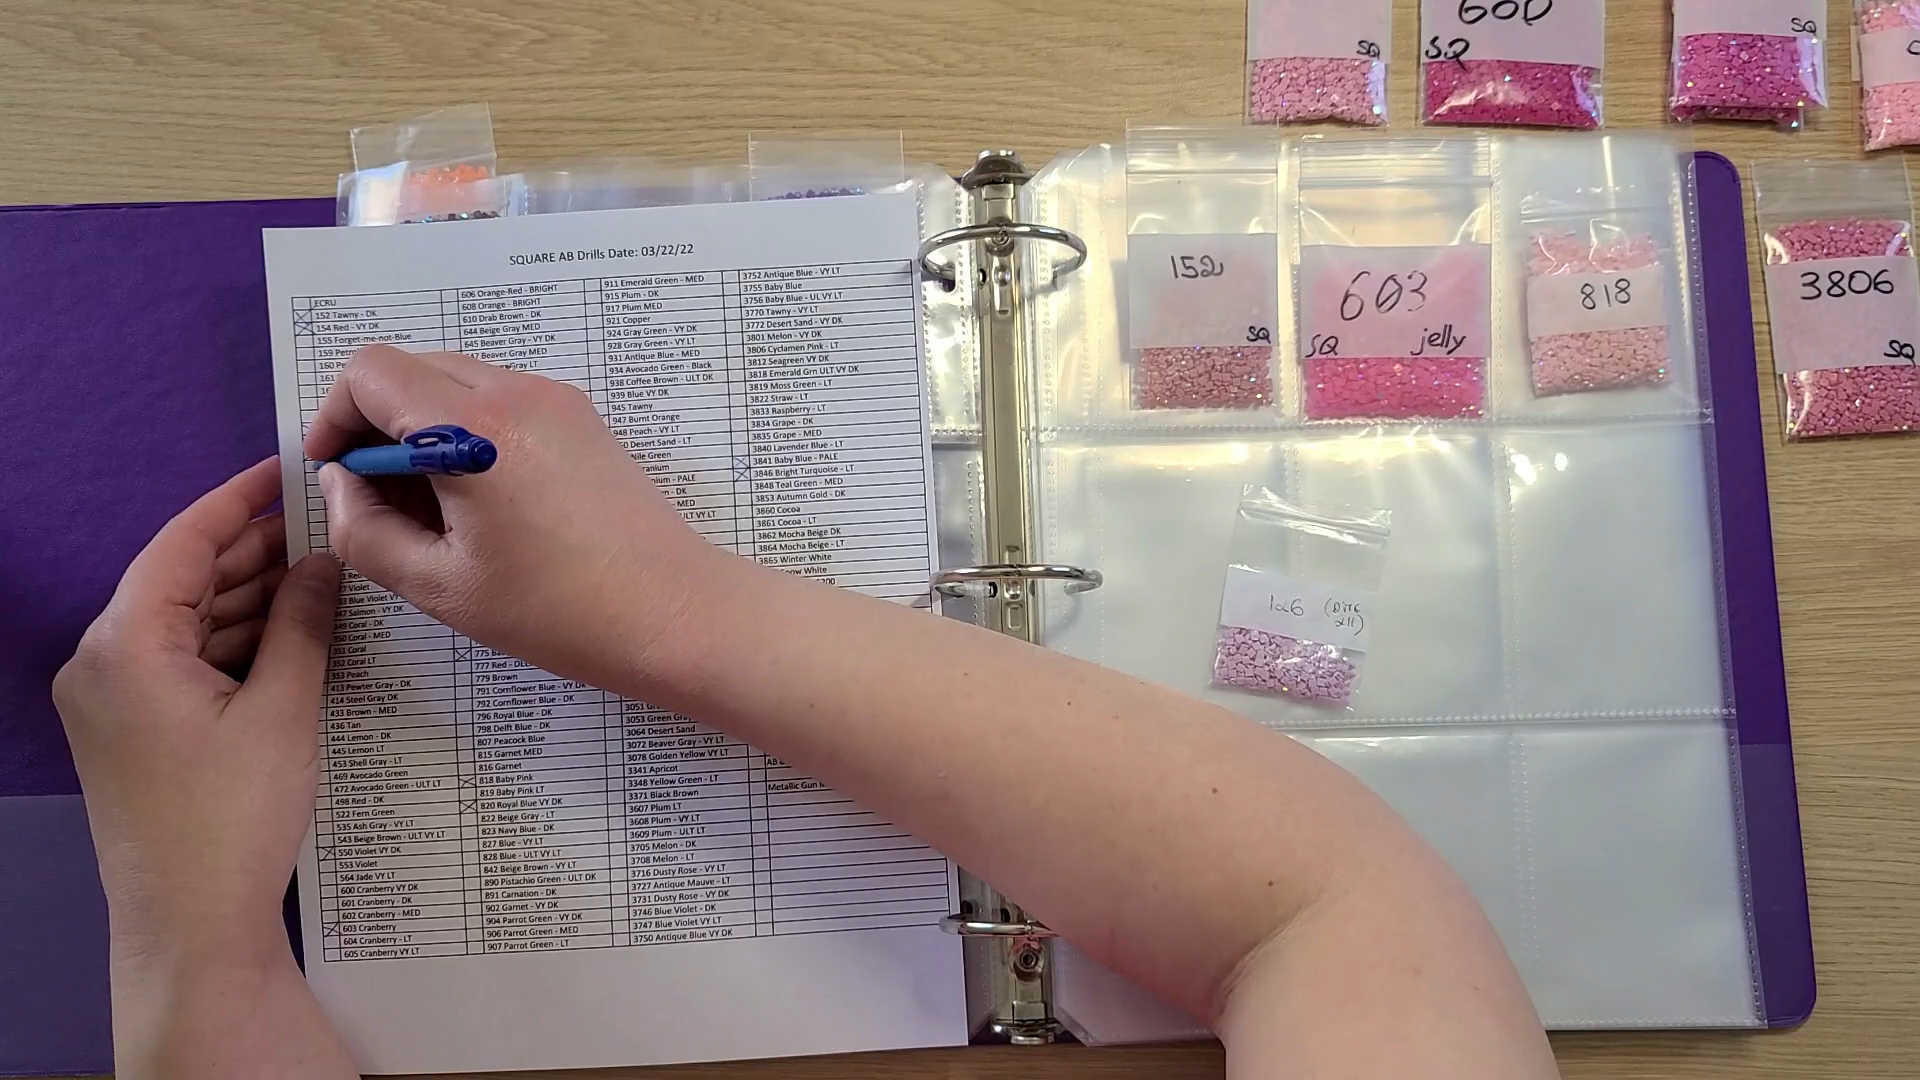 600
SQ
SQ
SQ
152
SQ
603
SQ jelly
818
3806
SQ
126 (DMC
211)
SQUARE AB Drills Date: 03/22/22
ECRU
152 Tawny - DK
154 Red - VY DK
155 Forget-me-not-Blue
347 Salmon - VY DK
349 Coral - DK
350 Coral - MED
351 Coral
352 Coral LT
353 Peach
413 Pewter Gray - DK
414 Steel Gray DK
433 Brown - MED
436 Tan
444 Lemon - DK
445 Lemon LT
453 Shell Gray - LT
469 Avocado Green
472 Avocado Green - ULT LT
498 Red - DK
522 Fern Green
535 Ash Gray - VY LT
543 Beige Brown - ULT VY LT
550 Violet VY DK
553 Violet
564 Jade VY LT
600 Cranberry VY DK
601 Cranberry - DK
602 Cranberry - MED
603 Cranberry
604 Cranberry - LT
605 Cranberry VY LT
606 Orange-Red - BRIGHT
608 Orange - BRIGHT
610 Drab Brown - DK
644 Beige Gray MED
645 Beaver Gray - VY DK
647 Beaver Gray MED
Gray LT
777 Red
779 Brown
791 Cornflower Blue - VY DK
792 Cornflower Blue - DK
796 Royal Blue - DK
798 Delft Blue - DK
807 Peacock Blue
815 Garnet MED
816 Garnet
818 Baby Pink
819 Baby Pink LT
820 Royal Blue VY DK
822 Beige Gray - LT
823 Navy Blue - DK
827 Blue - VY LT
828 Blue - ULT VY LT
842 Beige Brown - VY LT
890 Pistachio Green - ULT DK
891 Carnation - DK
902 Garnet - VY DK
904 Parrot Green - VY DK
906 Parrot Green - MED
907 Parrot Green - LT
911 Emerald Green - MED
915 Plum - DK
917 Plum MED
921 Copper
924 Gray Green - VY DK
928 Gray Green - VY LT
931 Antique Blue - MED
934 Avocado Green - Black
938 Coffee Brown - ULT DK
939 Blue VY DK
945 Tawny
947 Burnt Orange
948 Peach - VY LT
Desert Sand - LT
Nile Green
- PALE
- DK
- MED
ULT VY LT
3053 Green Gray
3064 Desert Sand
3072 Beaver Gray - VY LT
3078 Golden Yellow VY LT
3341 Apricot
3348 Yellow Green - LT
3371 Black Brown
3607 Plum LT
3608 Plum - VY LT
3609 Plum - ULT LT
3705 Melon - DK
3708 Melon - LT
3716 Dusty Rose - VY LT
3727 Antique Mauve - LT
3731 Dusty Rose - VY DK
3746 Blue Violet - DK
3747 Blue Violet VY LT
3750 Antique Blue VY DK
3752 Antique Blue - VY LT
3755 Baby Blue
3756 Baby Blue - UL VY LT
3770 Tawny - VY LT
3772 Desert Sand - VY DK
3801 Melon - VY DK
3806 Cyclamen Pink - LT
3812 Seagreen VY DK
3818 Emerald Grn ULT VY DK
3819 Moss Green - LT
3822 Straw - LT
3833 Raspberry - LT
3834 Grape - DK
3835 Grape - MED
3840 Lavender Blue - LT
3841 Baby Blue - PALE
3846 Bright Turquoise - LT
3848 Teal Green - MED
3853 Autumn Gold - DK
3860 Cocoa
3861 Cocoa - LT
3862 Mocha Beige DK
3864 Mocha Beige - LT
3865 Winter White
White
AB
Metallic Gun